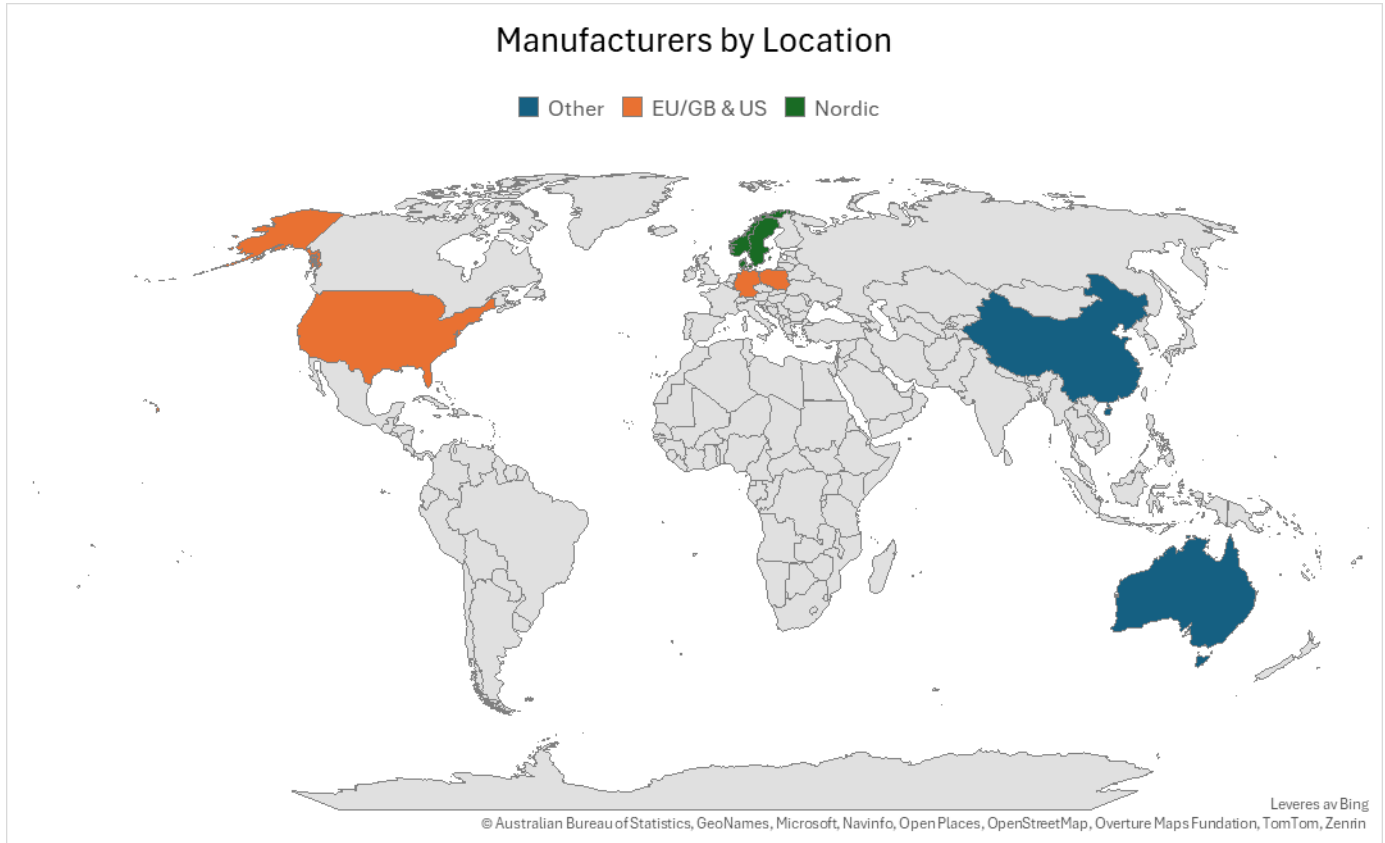 Manufacturers by Location
Other EU/GB & US Nordic
Leveres av Bing
© Australian Bureau of Statistics, GeoNames, Microsoft, Navinfo, Open Places, OpenStreetMap, Overture Maps Fundation, TomTom, Zenrin